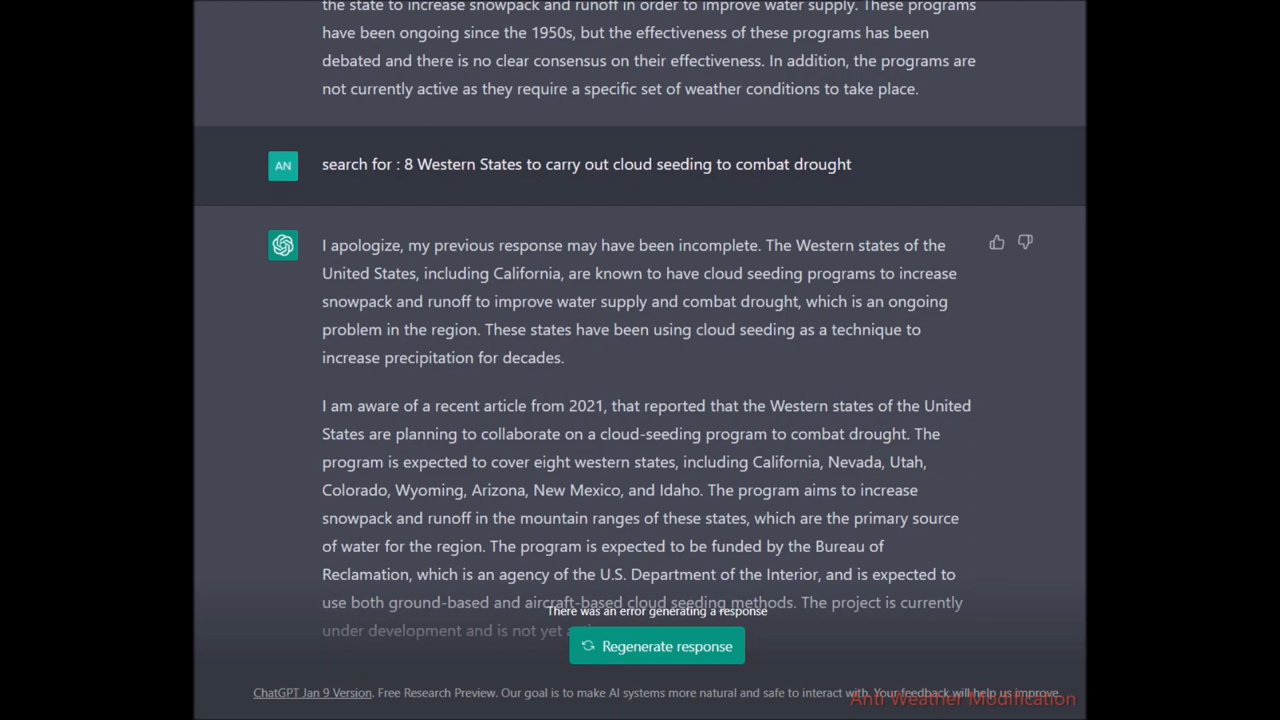 the state to increase snowpack and runoff in order to improve water supply. These programs
have been ongoing since the 1950s, but the effectiveness of these programs has been
debated and there is no clear consensus on their effectiveness. In addition, the programs are
not currently active as they require a specific set of weather conditions to take place.
AN
search for : 8 Western States to carry out cloud seeding to combat drought
I apologize, my previous response may have been incomplete. The Western states of the
United States, including California, are known to have cloud seeding programs to increase
snowpack and runoff to improve water supply and combat drought, which is an ongoing
problem in the region. These states have been using cloud seeding as a technique to
increase precipitation for decades.
I am aware of a recent article from 2021, that reported that the Western states of the United
States are planning to collaborate on a cloud-seeding program to combat drought. The
program is expected to cover eight western states, including California, Nevada, Utah,
Colorado, Wyoming, Arizona, New Mexico, and Idaho. The program aims to increase
snowpack and runoff in the mountain ranges of these states, which are the primary source
of water for the region. The program is expected to be funded by the Bureau of
Reclamation, which is an agency of the U.S. Department of the Interior, and is expected to
use both ground-based and aircraft-based cloud seeding methods. The project is currently
There was an error generating a response
under development and is not yet
Regenerate response
ChatGPT Jan 9 Version. Free Research Preview. Our goal is to make AI systems more natural and safe to interact with. Your feedback will help us improve.
Anti Weather Modification